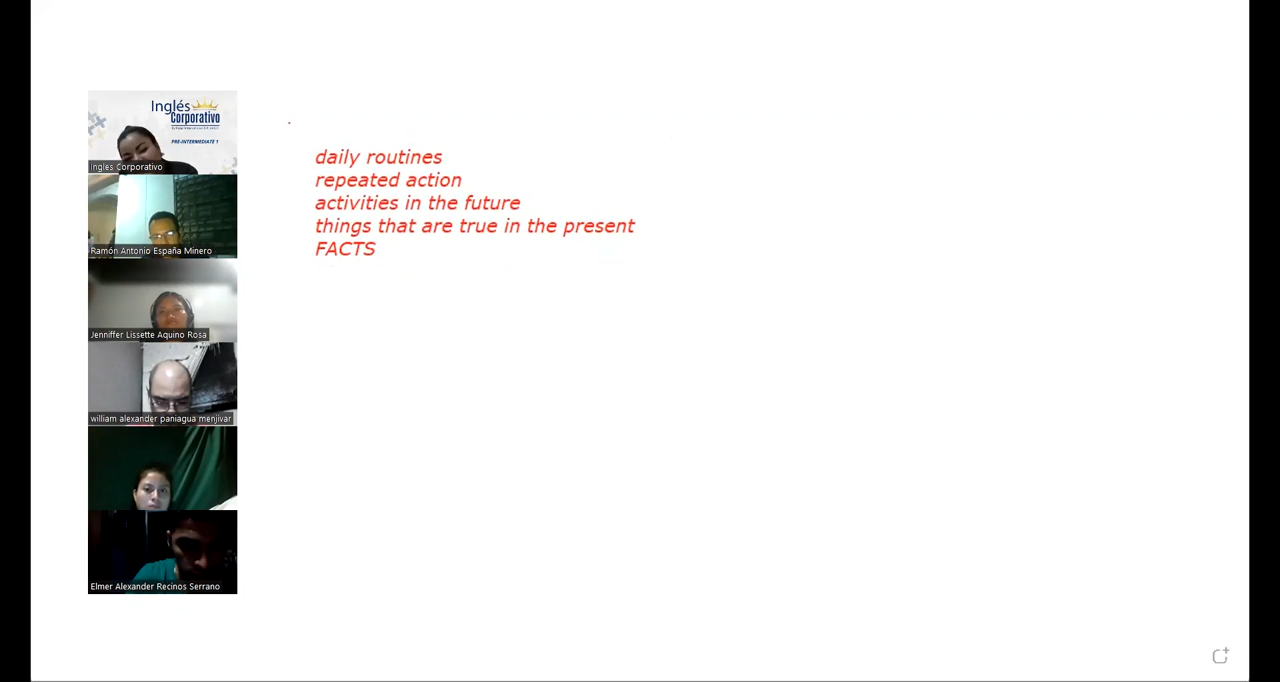 Inglés
Corporativo
PRE-INTERMEDIATE 1
Ingles Corporativo
Ramón Antonio España Minero
Jenniffer Lissette Aquino Rosa
william alexander paniagua menjivar
Elmer Alexander Recinos Serrano
daily routines
repeated action
activities in the future
things that are true in the present
FACTS